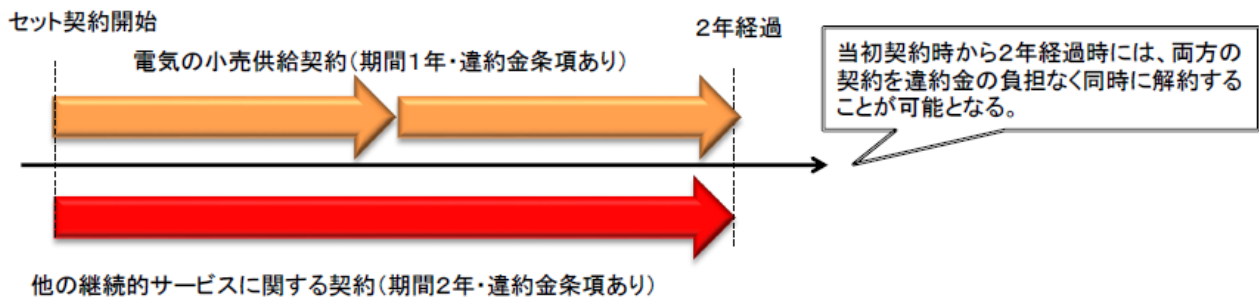 セット契約開始
2年経過
電気の小売供給契約(期間1年・違約金条項あり)
当初契約時から2年経過時には、両方の
契約を違約金の負担なく同時に解約する
ことが可能となる。
他の継続的サービスに関する契約(期間2年・違約金条項あり)